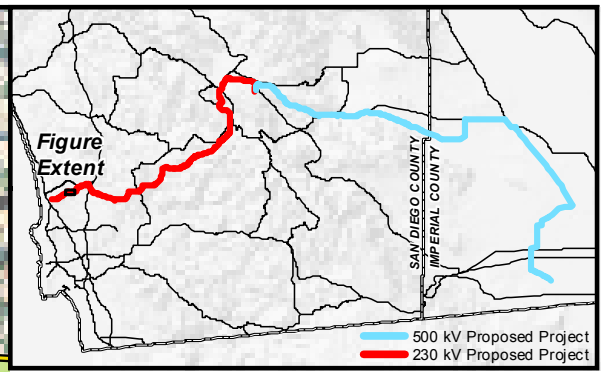 Figure
Extent
SAN DIEGO COUNTY
IMPERIAL COUNTY
500 kV Proposed Project
230 kV Proposed Project